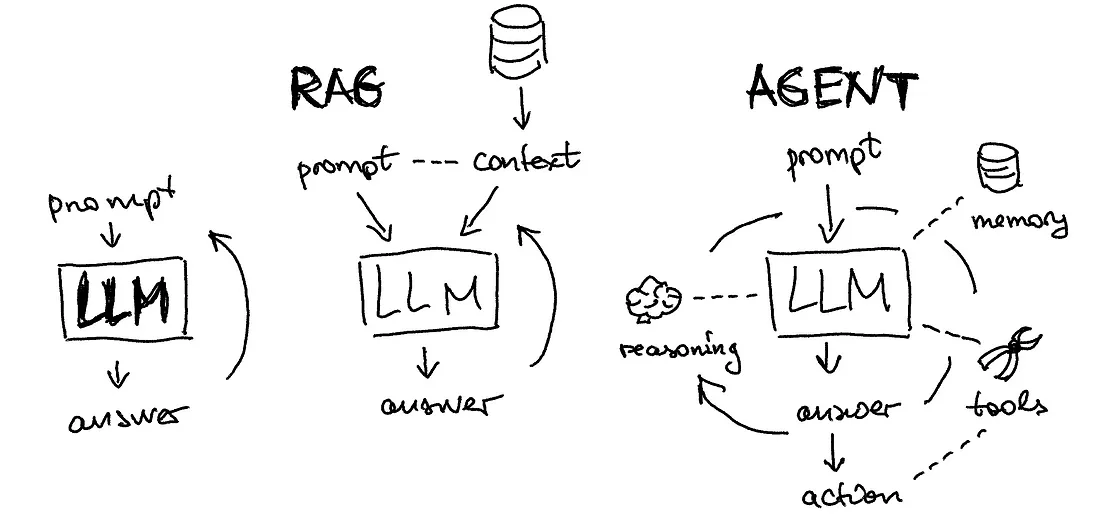 prompt
LLM
answer
RAG
prompt --- context
LLM
answer
AGENT
prompt
memory
LLM
reasoning
answer
tools
action